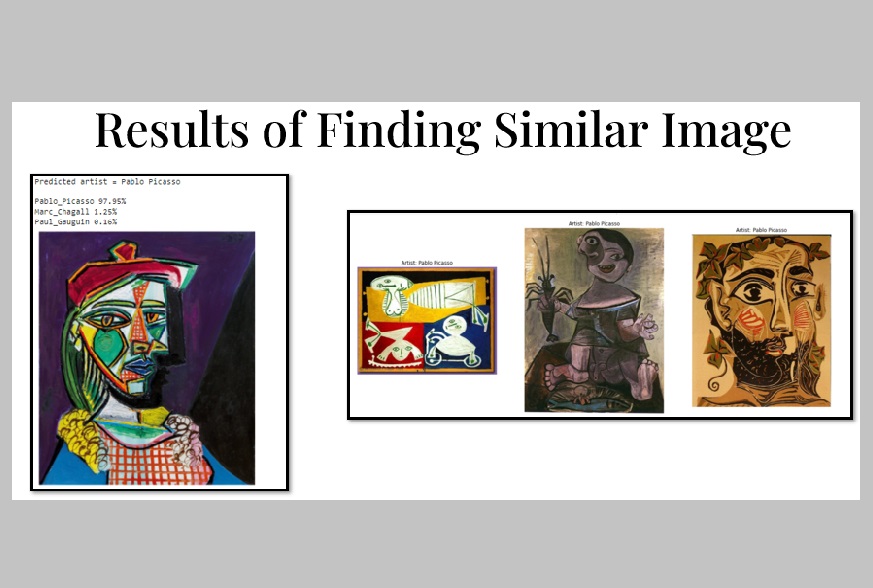 Results of Finding Similar Image
Predicted artist = Pablo Picasso
Pablo_Picasso 97.95%
Marc_Chagall 1.25%
Paul_Gauguin 0.16%
Artist: Pablo Picasso
Artist: Pablo Picasso
Artist: Pablo Picasso